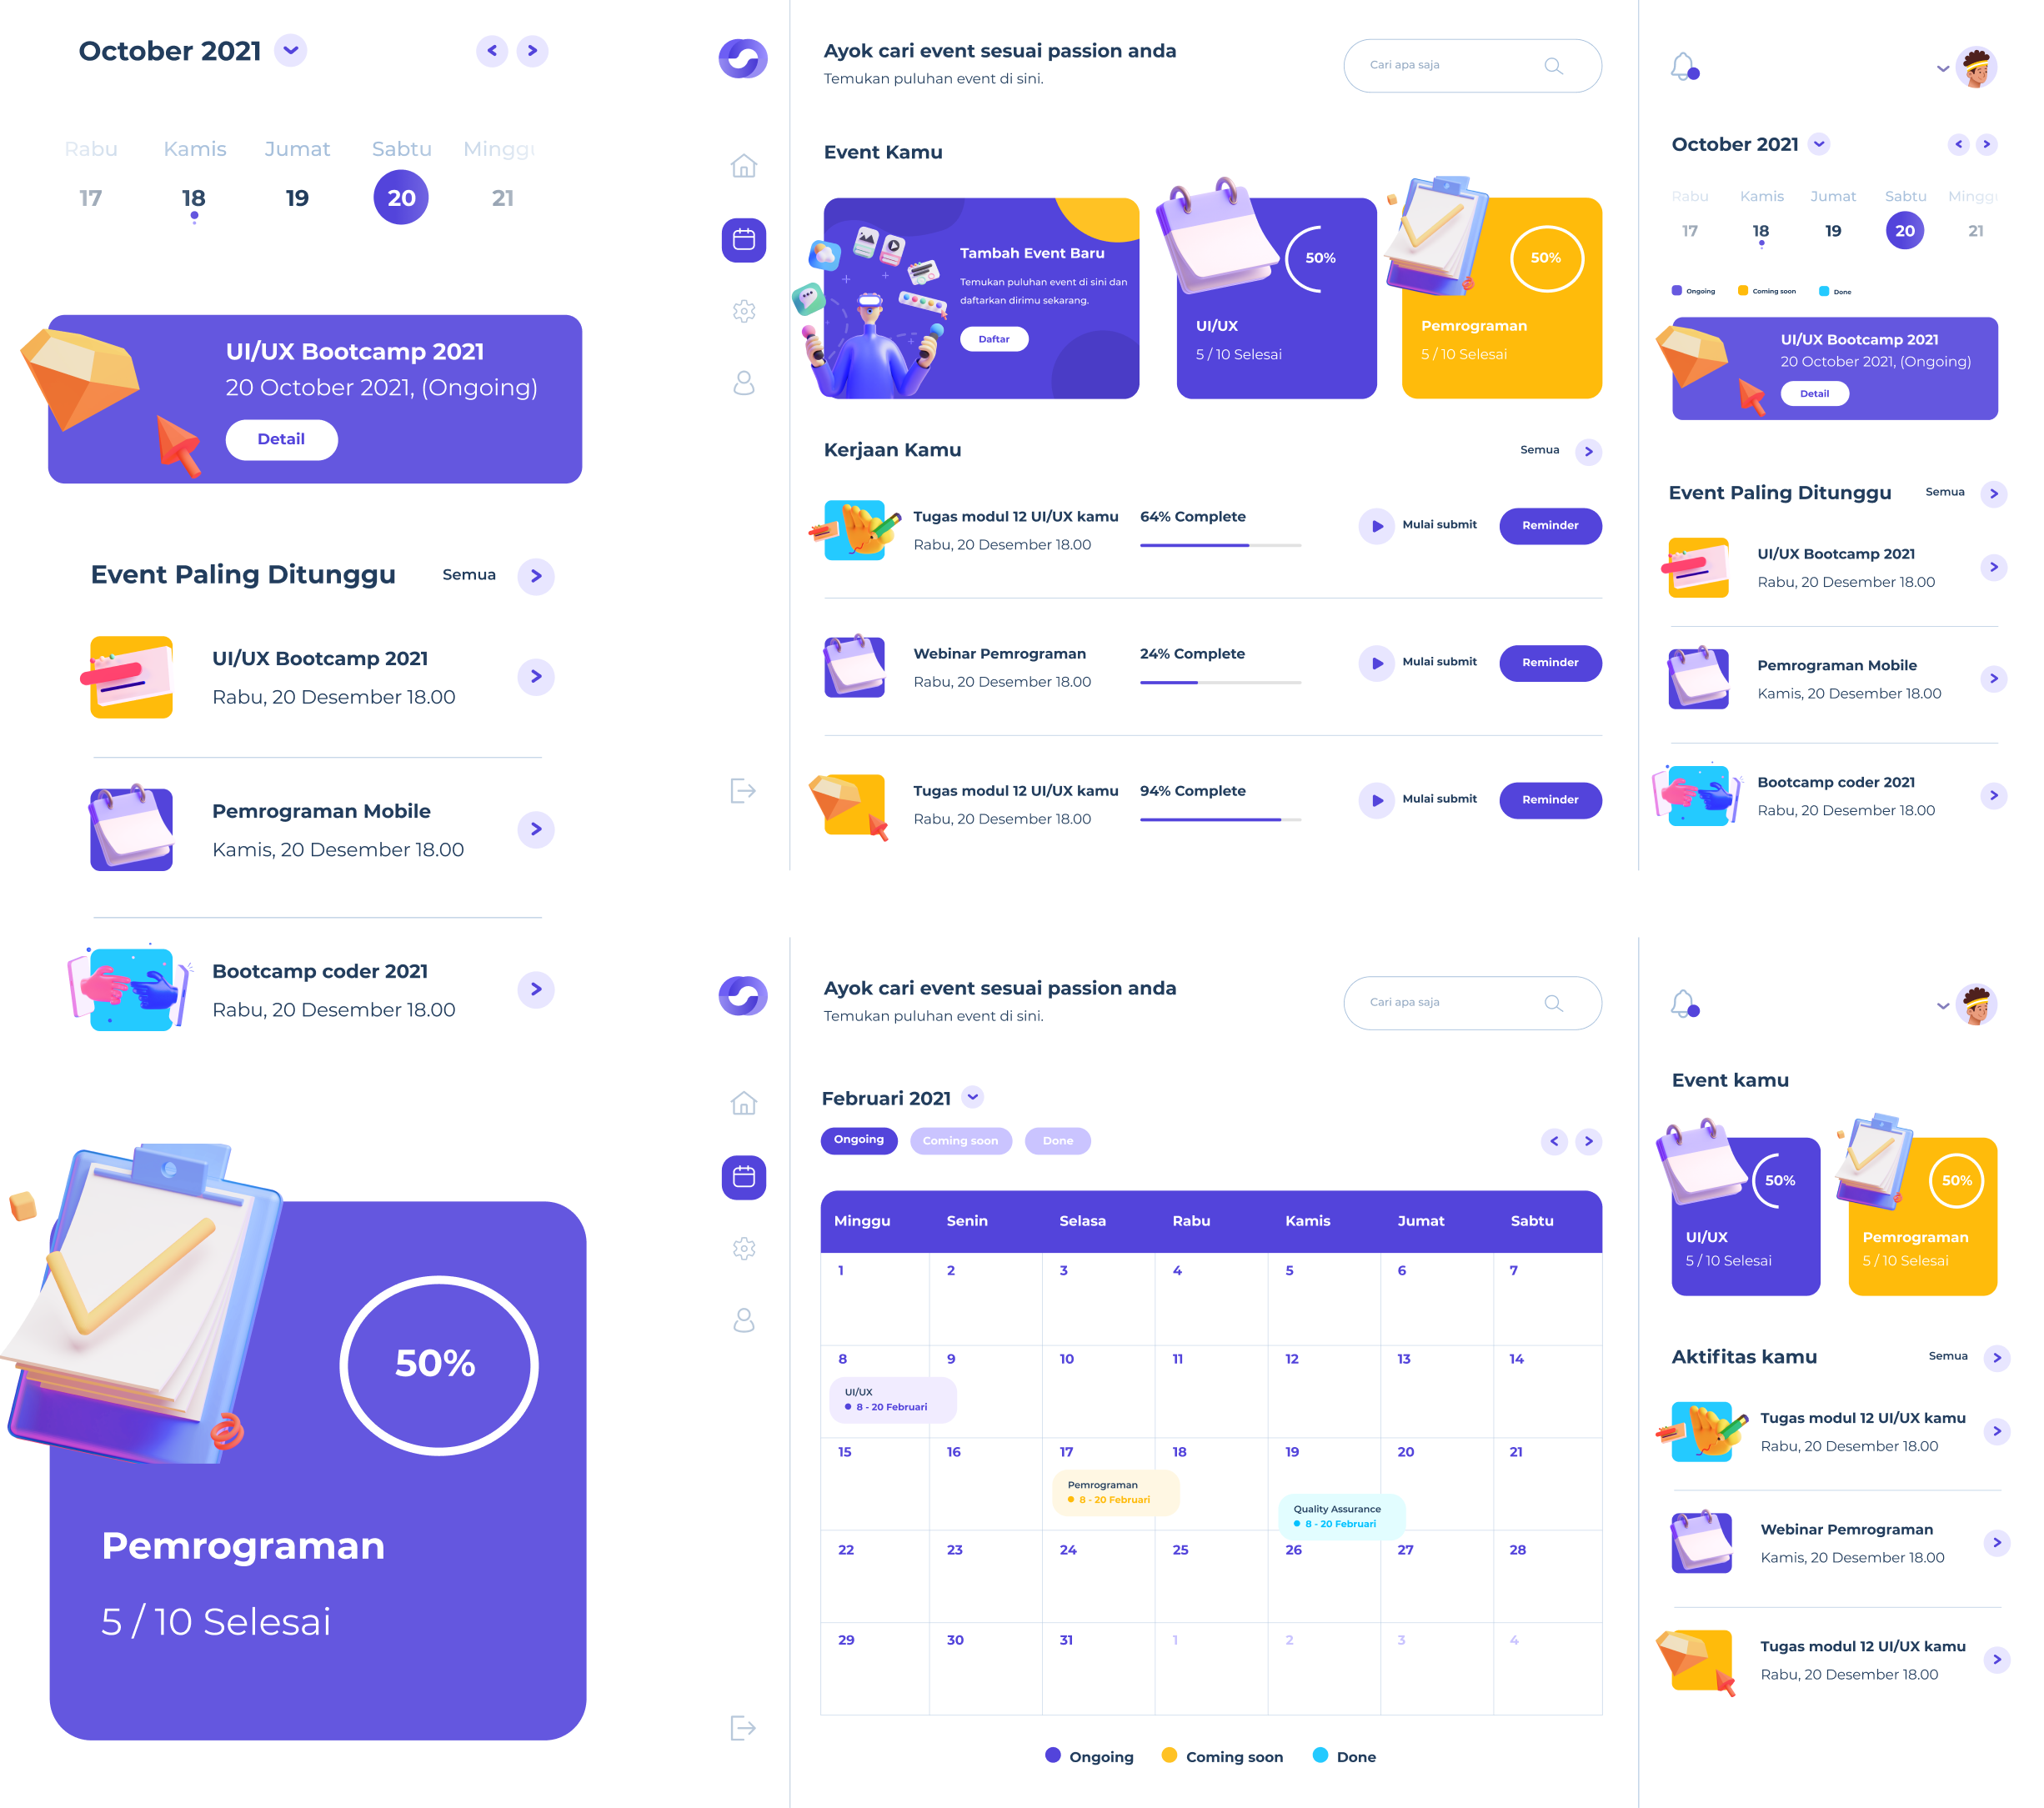 October 2021
Rabu Kamis Jumat Sabtu Minggu
17 18 19 20 21
UI/UX Bootcamp 2021
20 October 2021, (Ongoing)
Detail
Event Paling Ditunggu
Semua
UI/UX Bootcamp 2021
Rabu, 20 Desember 18.00
Pemrograman Mobile
Kamis, 20 Desember 18.00
Bootcamp coder 2021
Rabu, 20 Desember 18.00
50%
Pemrograman
5 / 10 Selesai
Ayok cari event sesuai passion anda
Temukan puluhan event di sini.
Cari apa saja
Event Kamu
Tambah Event Baru
Temukan puluhan event di sini dan
daftarkan dirimu sekarang.
Daftar
50%
UI/UX
5 / 10 Selesai
50%
Pemrograman
5 / 10 Selesai
Kerjaan Kamu
Semua
Tugas modul 12 UI/UX kamu
Rabu, 20 Desember 18.00
64% Complete
Mulai submit
Reminder
Webinar Pemrograman
Rabu, 20 Desember 18.00
24% Complete
Mulai submit
Reminder
Tugas modul 12 UI/UX kamu
Rabu, 20 Desember 18.00
94% Complete
Mulai submit
Reminder
October 2021
Rabu Kamis Jumat Sabtu Minggu
17 18 19 20 21
Ongoing Coming soon Done
UI/UX Bootcamp 2021
20 October 2021, (Ongoing)
Detail
Event Paling Ditunggu
Semua
UI/UX Bootcamp 2021
Rabu, 20 Desember 18.00
Pemrograman Mobile
Kamis, 20 Desember 18.00
Bootcamp coder 2021
Rabu, 20 Desember 18.00
Ayok cari event sesuai passion anda
Temukan puluhan event di sini.
Cari apa saja
Februari 2021
Ongoing Coming soon Done
Minggu Senin Selasa Rabu Kamis Jumat Sabtu
1 2 3 4 5 6 7
8 9 10 11 12 13 14
UI/UX
8 - 20 Februari
15 16 17 18 19 20 21
Pemrograman
8 - 20 Februari
Quality Assurance
8 - 20 Februari
22 23 24 25 26 27 28
29 30 31 1 2 3 4
Ongoing Coming soon Done
Event kamu
50%
UI/UX
5 / 10 Selesai
50%
Pemrograman
5 / 10 Selesai
Aktifitas kamu
Semua
Tugas modul 12 UI/UX kamu
Rabu, 20 Desember 18.00
Webinar Pemrograman
Kamis, 20 Desember 18.00
Tugas modul 12 UI/UX kamu
Rabu, 20 Desember 18.00